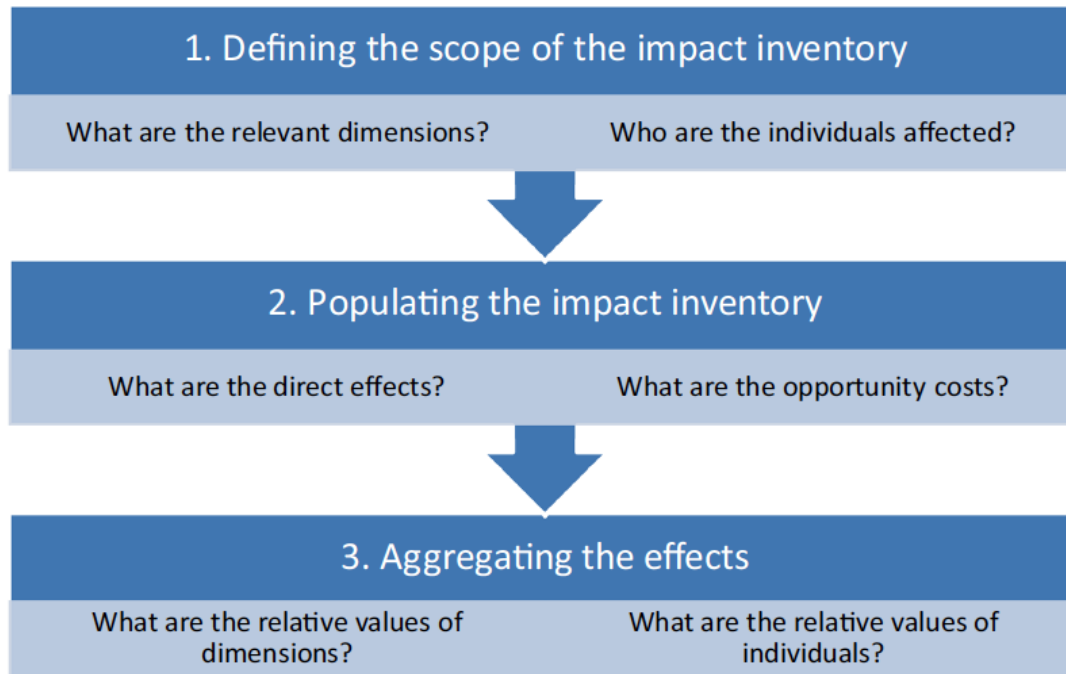 1. Defining the scope of the impact inventory
What are the relevant dimensions?
Who are the individuals affected?
2. Populating the impact inventory
What are the direct effects?
What are the opportunity costs?
3. Aggregating the effects
What are the relative values of
dimensions?
What are the relative values of
individuals?